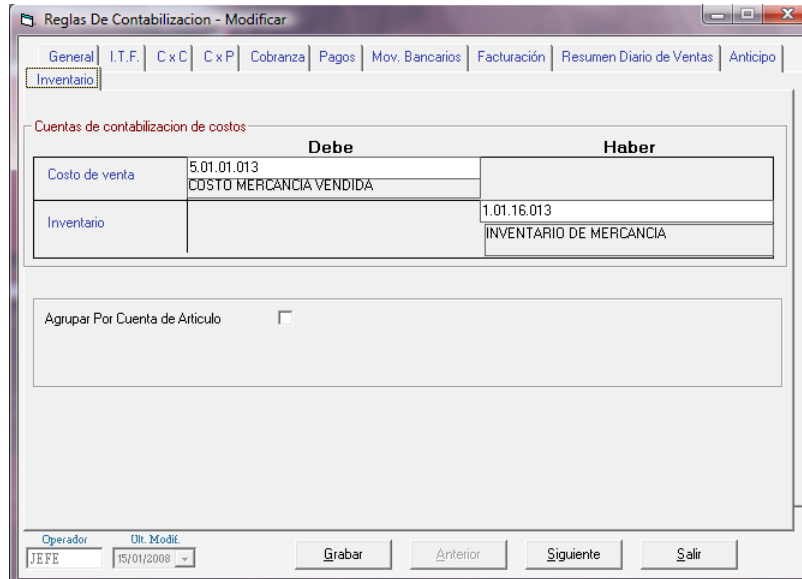 Reglas De Contabilizacion - Modificar
General I.T.F. C x C C x P Cobranza Pagos Mov. Bancarios Facturación Resumen Diario de Ventas Anticipo
Inventario
Cuentas de contabilizacion de costos
Debe Haber
Costo de venta 5.01.01.013
COSTO MERCANCIA VENDIDA
Inventario 1.01.16.013
INVENTARIO DE MERCANCIA
Agrupar Por Cuenta de Articulo
Operador Ult. Modif.
JEFE 15/01/2008 Grabar Anterior Siguiente Salir